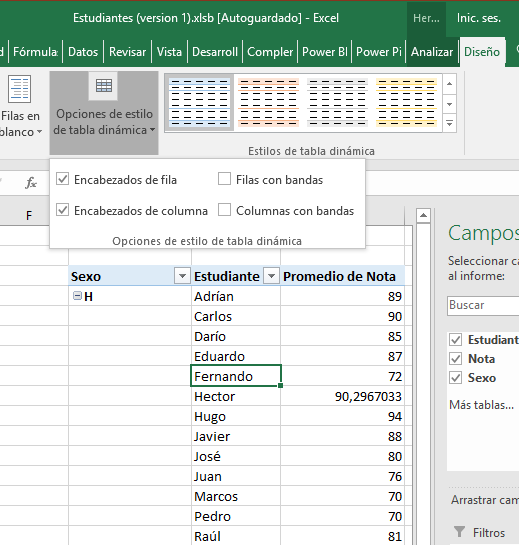 Estudiantes (version 1).xlsb [Autoguardado] - Excel
Her...
Inic. ses.
Fórmula: Datos Revisar Vista Desarroll Compler Power BI Power Pi Analizar Diseño
Filas en
blanco
Opciones de estilo
de tabla dinámica
Estilos de tabla dinámica
Encabezados de fila Filas con bandas
Encabezados de columna Columnas con bandas
Opciones de estilo de tabla dinámica
fx
F
Sexo Estudiante Promedio de Nota
H Adrían 89
Carlos 90
Darío 85
Eduardo 87
Fernando 72
Hector 90,2967033
Hugo 94
Javier 88
José 80
Juan 76
Marcos 70
Pedro 70
Raúl 81
Campos
Seleccionar ca
al informe:
Buscar
Estudiant
Nota
Sexo
Más tablas...
Arrastrar cam
Filtros